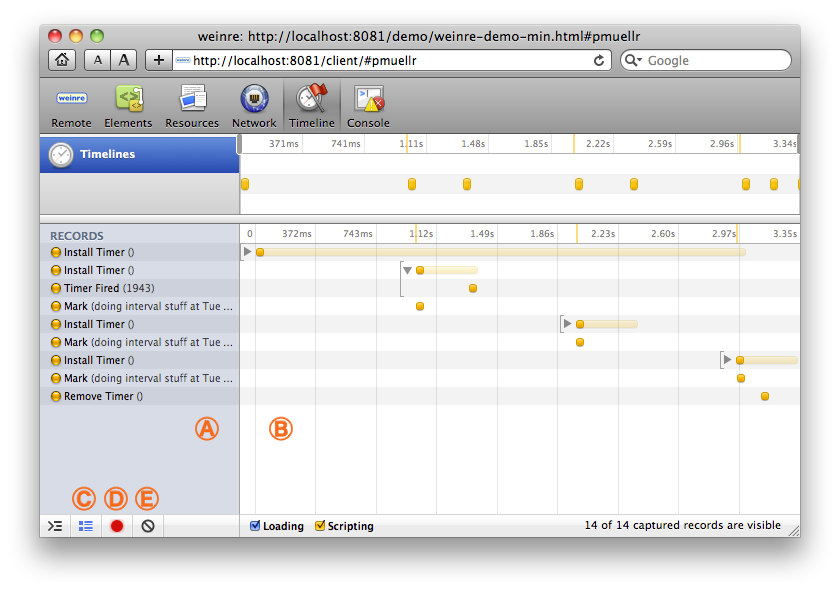 weinre: http://localhost:8081/demo/weinre-demo-min.html#pmuellr
A A + http://localhost:8081/client/#pmuellr Google
weinre
Remote Elements Resources Network Timeline Console
Timelines
371ms 741ms 1.11s 1.48s 1.85s 2.22s 2.59s 2.96s 3.34s
RECORDS
0 372ms 743ms 1.12s 1.49s 1.86s 2.23s 2.60s 2.97s 3.35s
Install Timer ()
Install Timer ()
Timer Fired (1943)
Mark (doing interval stuff at Tue ...
Install Timer ()
Mark (doing interval stuff at Tue ...
Install Timer ()
Mark (doing interval stuff at Tue ...
Remove Timer ()
Ⓐ Ⓑ
Ⓒ Ⓓ Ⓔ
Loading Scripting 14 of 14 captured records are visible